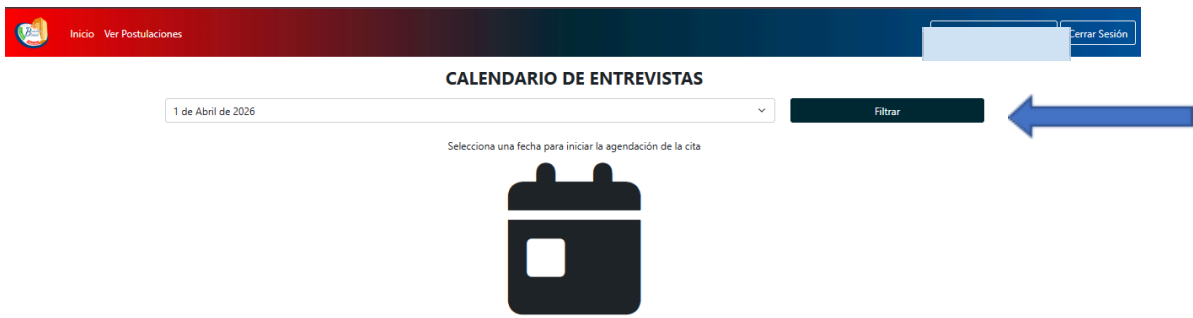 Inicio Ver Postulaciones Cerrar Sesión
CALENDARIO DE ENTREVISTAS
1 de Abril de 2026 Filtrar
Selecciona una fecha para iniciar la agendación de la cita